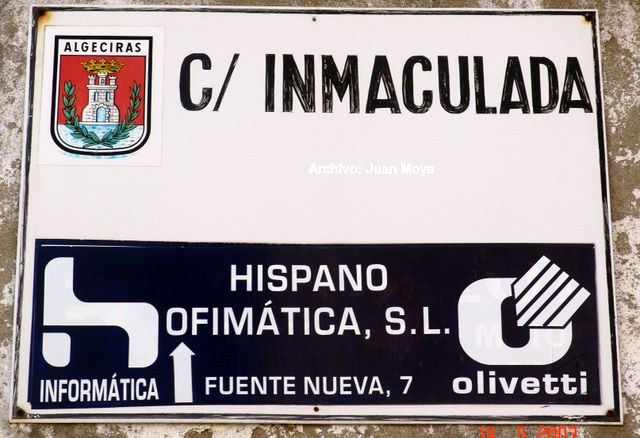 ALGECIRAS
C/ INMACULADA
Archivo: Juan Moya
HISPANO
OFIMÁTICA, S.L.
INFORMÁTICA
FUENTE NUEVA, 7
olivetti